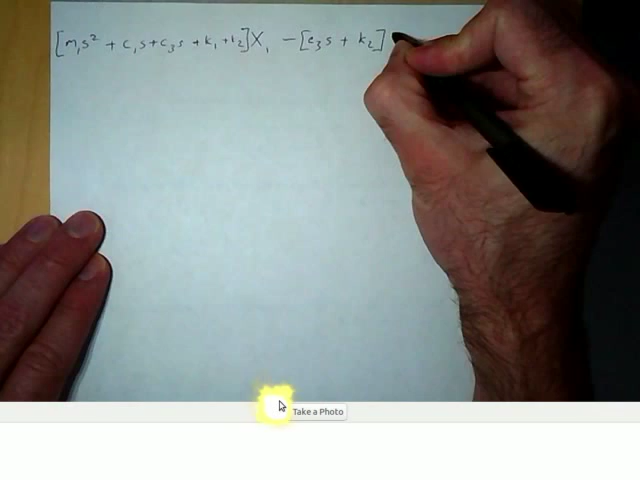 [m₁s² + c₁s + c₃s + k₁ + k₂]X₁ - [c₃s + k₂]
Take a Photo